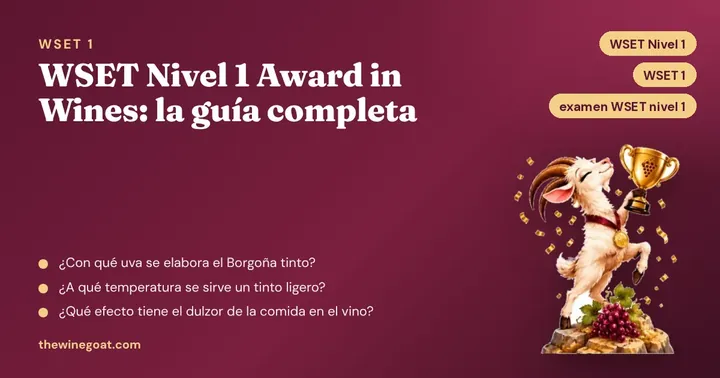 WSET 1
WSET Nivel 1 Award in
Wines: la guía completa
WSET Nivel 1
WSET 1
examen WSET nivel 1
¿Con qué uva se elabora el Borgoña tinto?
¿A qué temperatura se sirve un tinto ligero?
¿Qué efecto tiene el dulzor de la comida en el vino?
thewinegoat.com